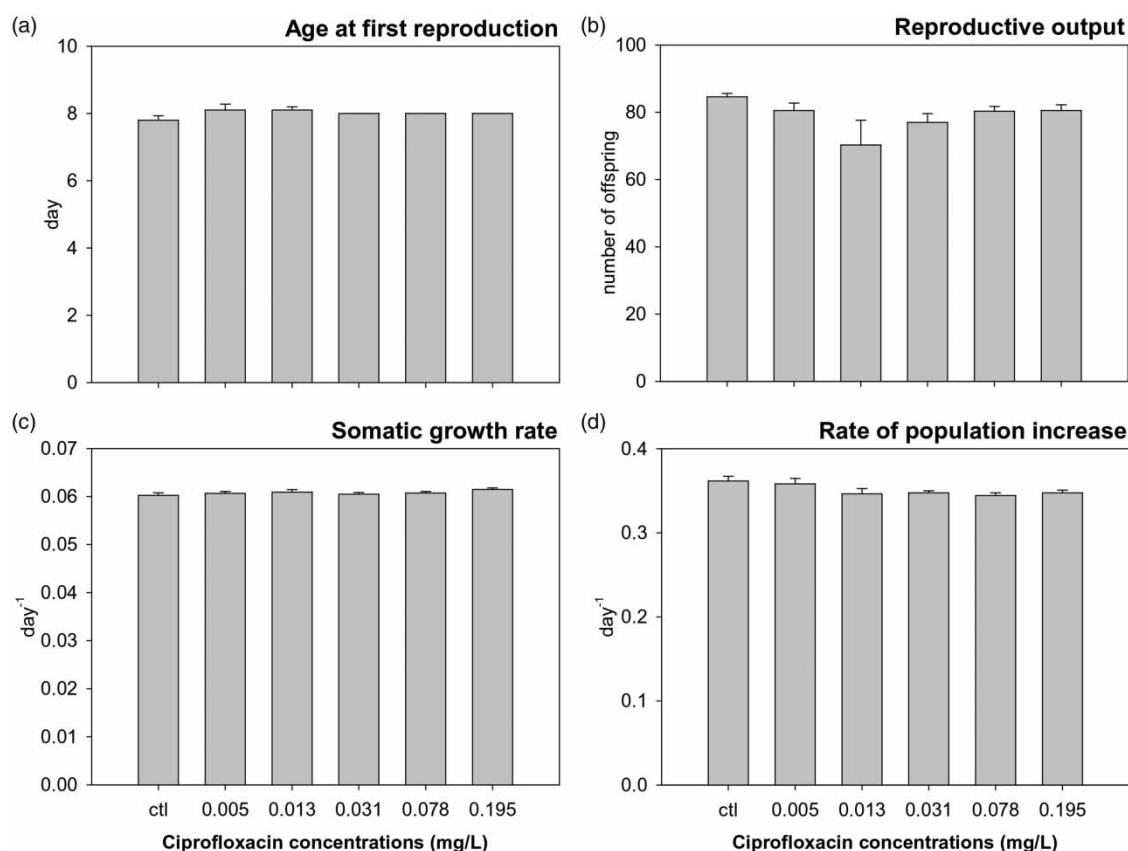 (a)
Age at first reproduction
10
8
6
4
2
0
day
(b)
Reproductive output
100
80
60
40
20
0
number of offspring
(c)
Somatic growth rate
0.07
0.06
0.05
0.04
0.03
0.02
0.01
0.00
day-1
ctl 0.005 0.013 0.031 0.078 0.195
Ciprofloxacin concentrations (mg/L)
(d)
Rate of population increase
0.4
0.3
0.2
0.1
0.0
day-1
ctl 0.005 0.013 0.031 0.078 0.195
Ciprofloxacin concentrations (mg/L)